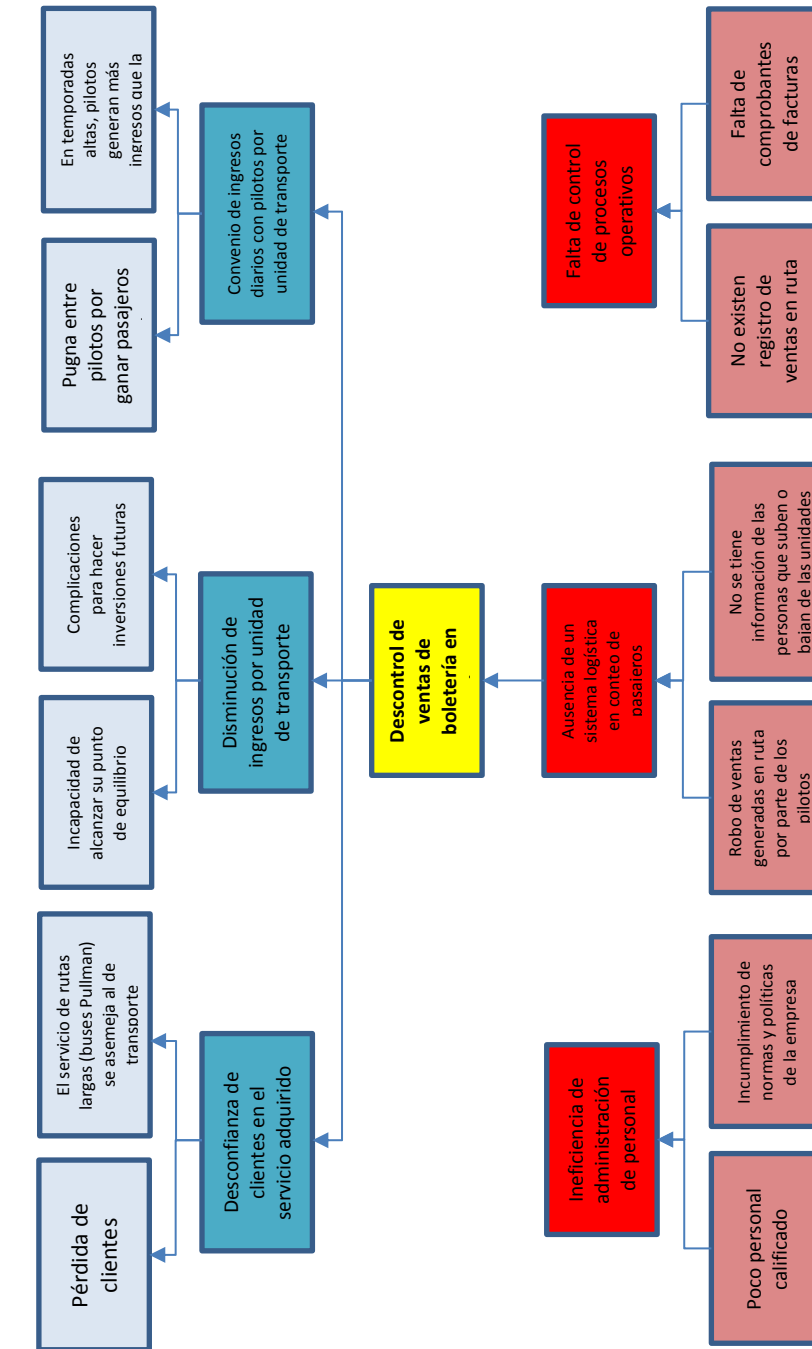 Pérdida de
clientes
El servicio de rutas
largas (buses Pullman)
se asemeja al de
transporte
Incapacidad de
alcanzar su punto
de equilibrio
Complicaciones
para hacer
inversiones futuras
Pugna entre
pilotos por
ganar pasajeros
En temporadas
altas, pilotos
generan más
ingresos que la
Desconfianza de
clientes en el
servicio adquirido
Disminución de
ingresos por unidad
de transporte
Convenio de ingresos
diarios con pilotos por
unidad de transporte
Descontrol de
ventas de
boletería en
Ineficiencia de
administración
de personal
Ausencia de un
sistema logística
en conteo de
pasajeros
Falta de control
de procesos
operativos
Poco personal
calificado
Incumplimiento de
normas y políticas
de la empresa
Robo de ventas
generadas en ruta
por parte de los
pilotos
No se tiene
información de las
personas que suben o
bajan de las unidades
No existen
registro de
ventas en ruta
Falta de
comprobantes
de facturas